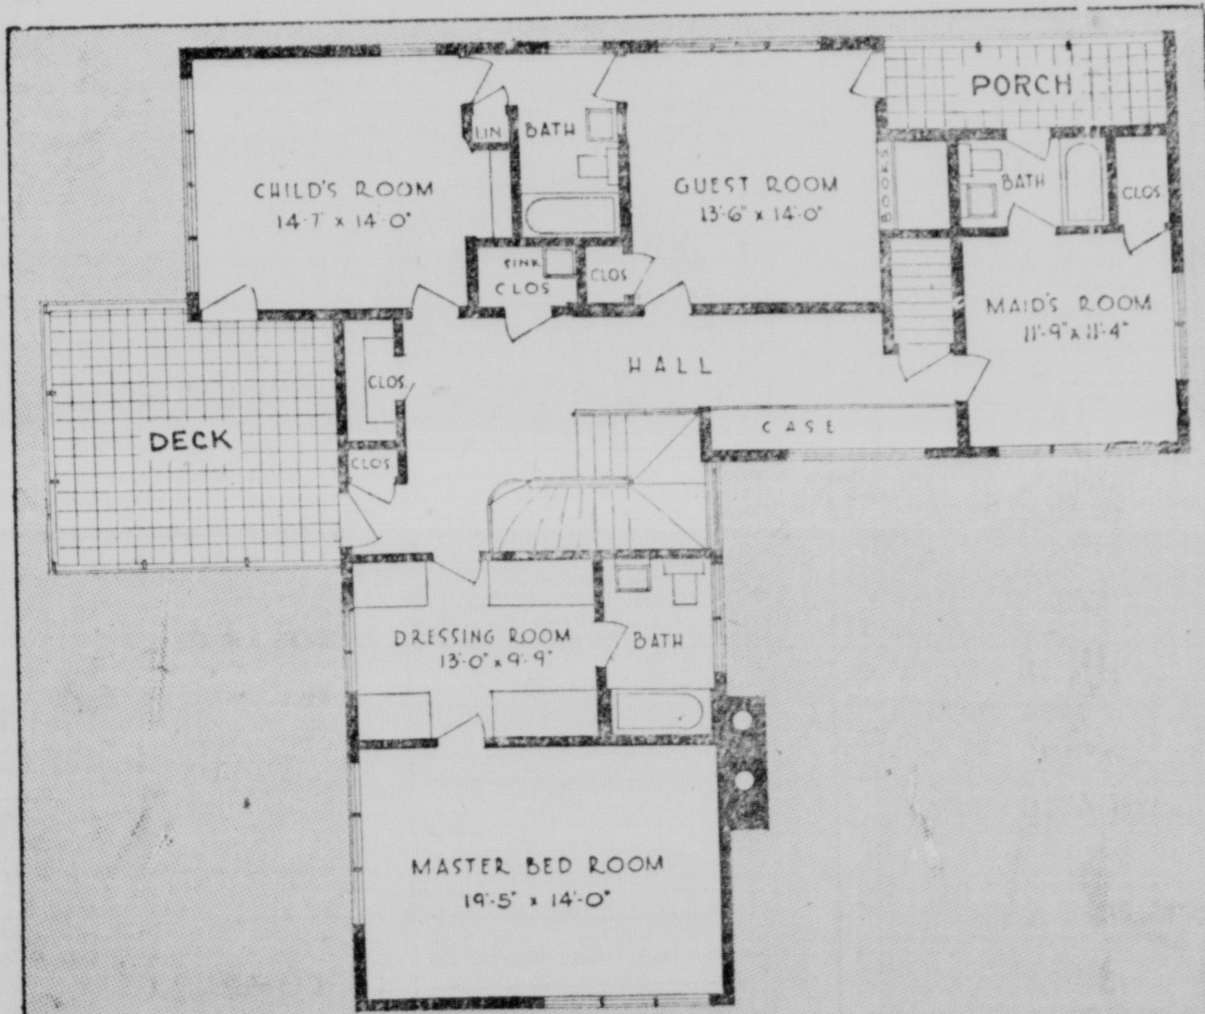 PORCH
LIN
BATH
CHILD'S ROOM
14'-7" x 14'-0"
GUEST ROOM
13'-6" x 14'-0"
BOOKS
BATH
CLOS
SINK
CLOS
CLOS
MAID'S ROOM
11'-9" x 11'-4"
HALL
CLOS
CASE
DECK
CLOS
DRESSING ROOM
13'-0" x 9'-9"
BATH
MASTER BED ROOM
19'-5" x 14'-0"